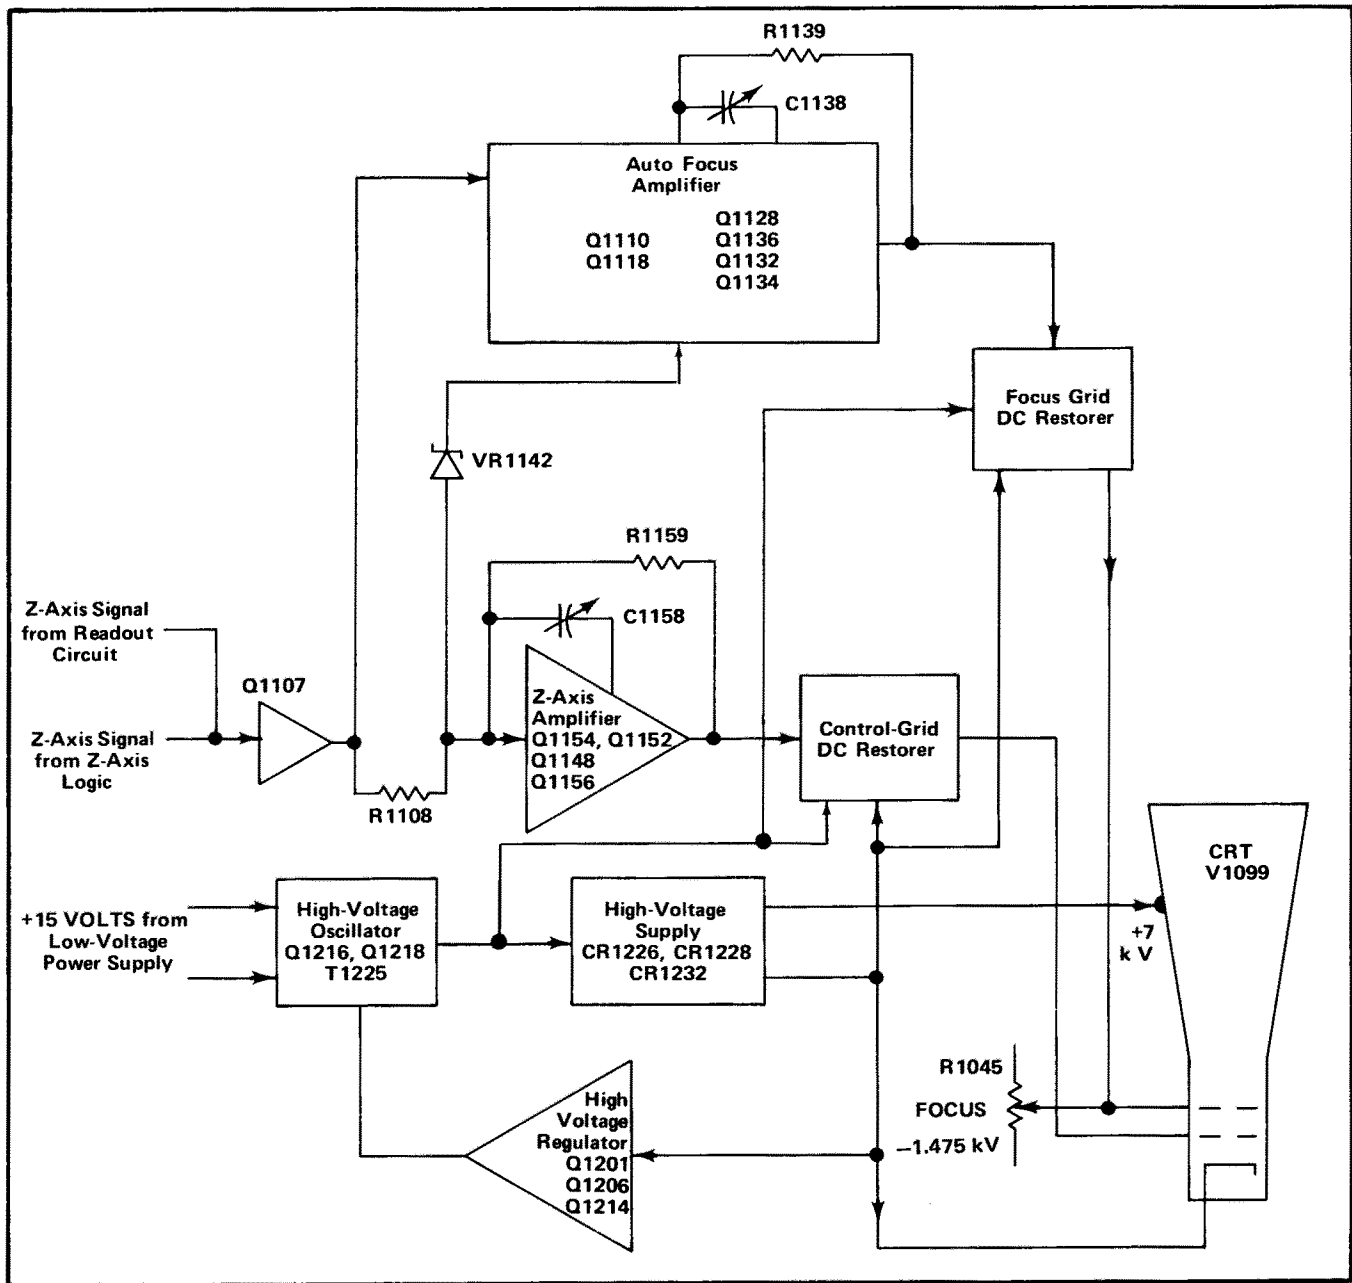 R1139
C1138
Auto Focus
Amplifier
Q1110
Q1118
Q1128
Q1136
Q1132
Q1134
Focus Grid
DC Restorer
VR1142
R1159
C1158
Z-Axis Signal
from Readout
Circuit
Q1107
Z-Axis Signal
from Z-Axis
Logic
R1108
Z-Axis
Amplifier
Q1154, Q1152
Q1148
Q1156
Control-Grid
DC Restorer
CRT
V1099
+15 VOLTS from
Low-Voltage
Power Supply
High-Voltage
Oscillator
Q1216, Q1218
T1225
High-Voltage
Supply
CR1226, CR1228
CR1232
+7
k V
R1045
FOCUS
−1.475 kV
High
Voltage
Regulator
Q1201
Q1206
Q1214